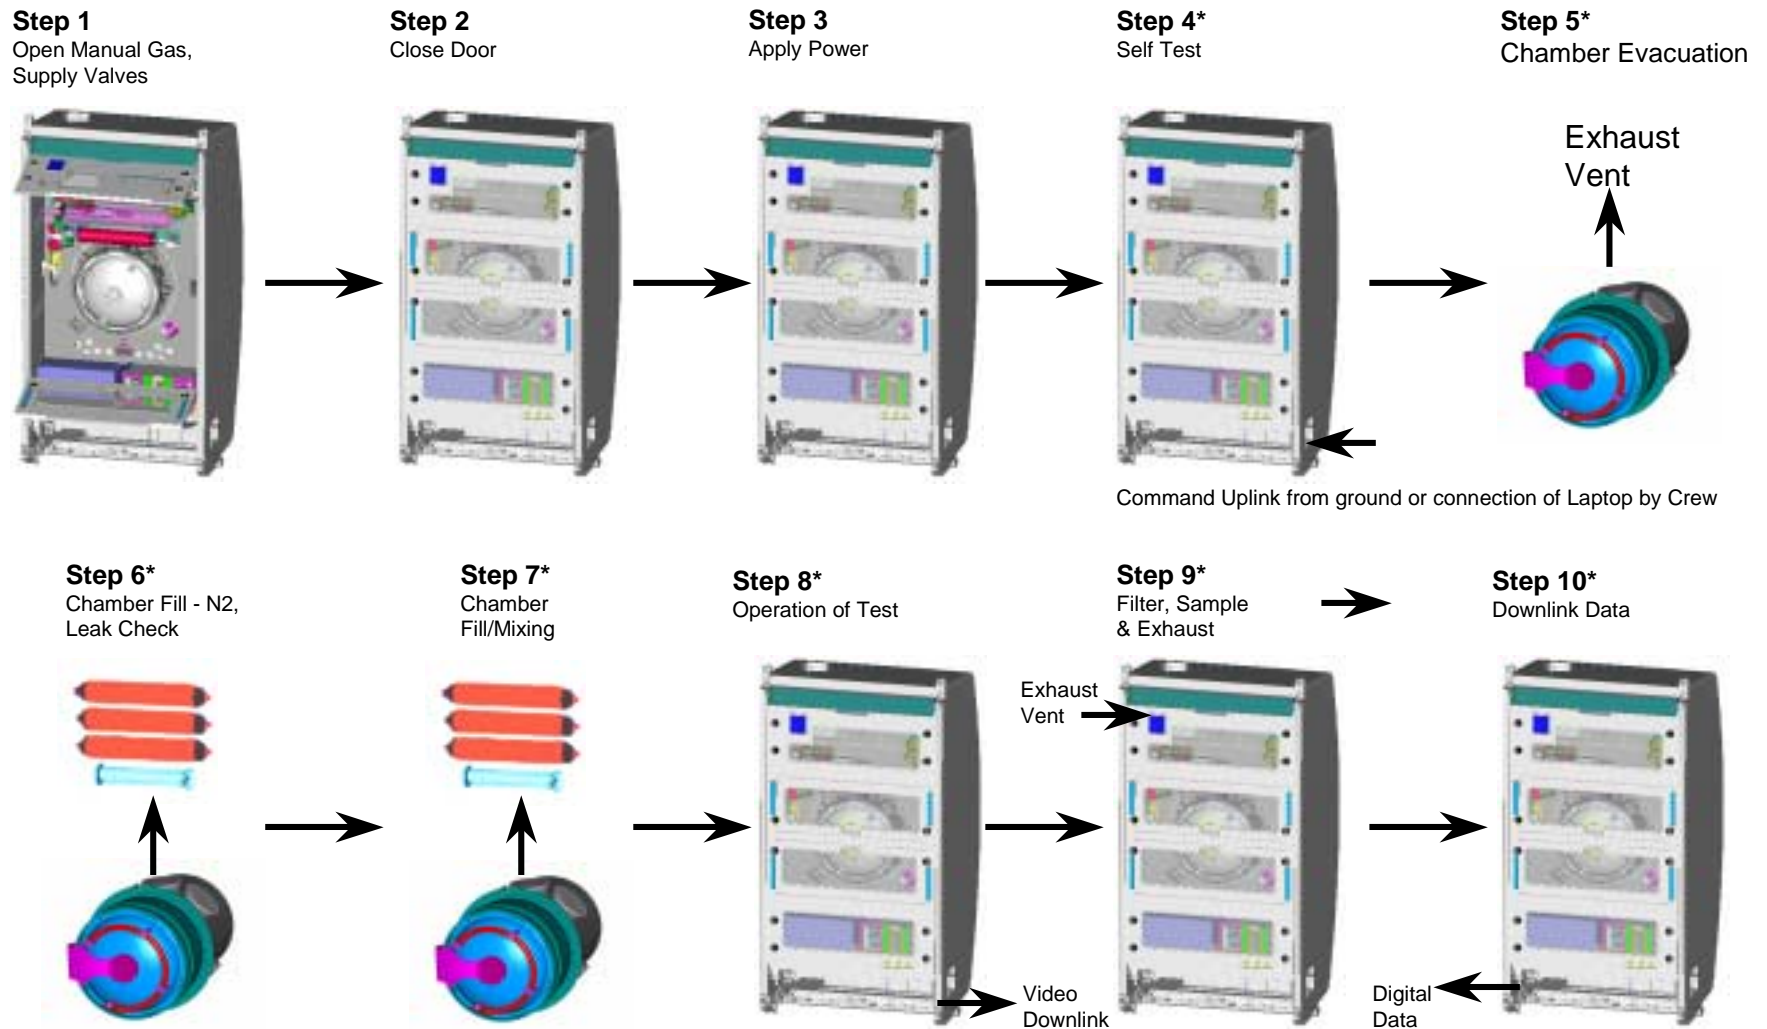 Step 1
Open Manual Gas,
Supply Valves
Step 2
Close Door
Step 3
Apply Power
Step 4*
Self Test
Step 5*
Chamber Evacuation
Exhaust
Vent
Command Uplink from ground or connection of Laptop by Crew
Step 6*
Chamber Fill - N2,
Leak Check
Step 7*
Chamber
Fill/Mixing
Step 8*
Operation of Test
Video
Downlink
Step 9*
Filter, Sample
& Exhaust
Exhaust
Vent
Step 10*
Downlink Data
Digital
Data